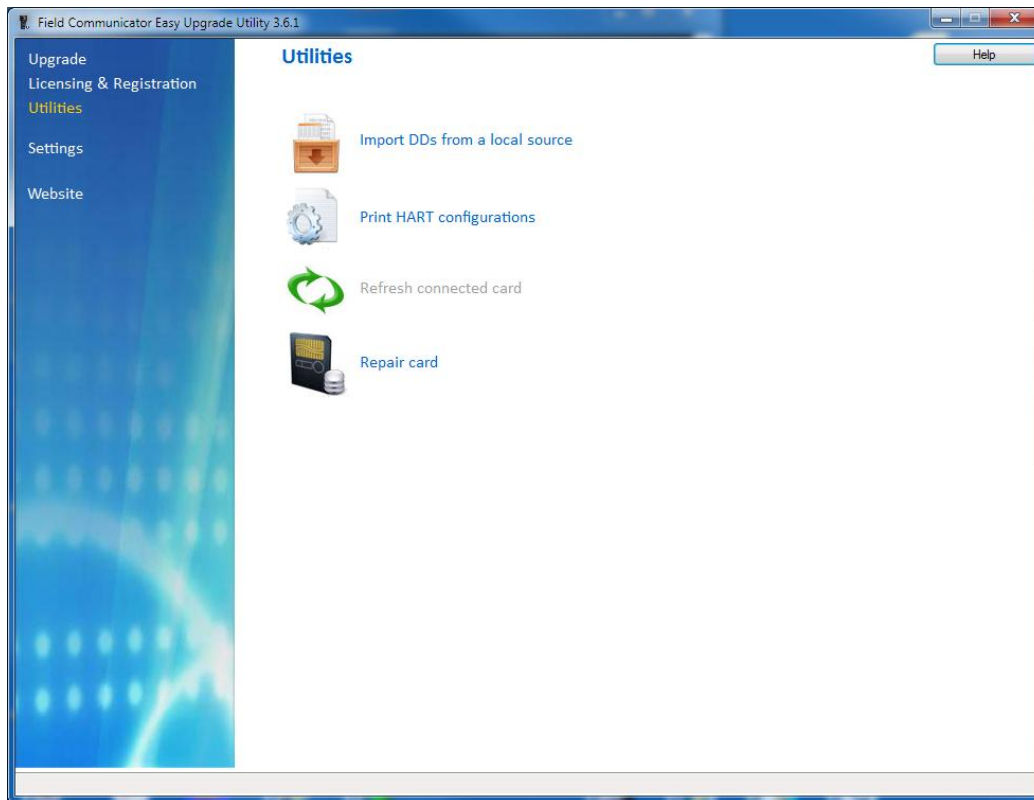 Field Communicator Easy Upgrade Utility 3.6.1
Upgrade
Licensing & Registration
Utilities
Settings
Website
Utilities
Help
Import DDs from a local source
Print HART configurations
Refresh connected card
Repair card